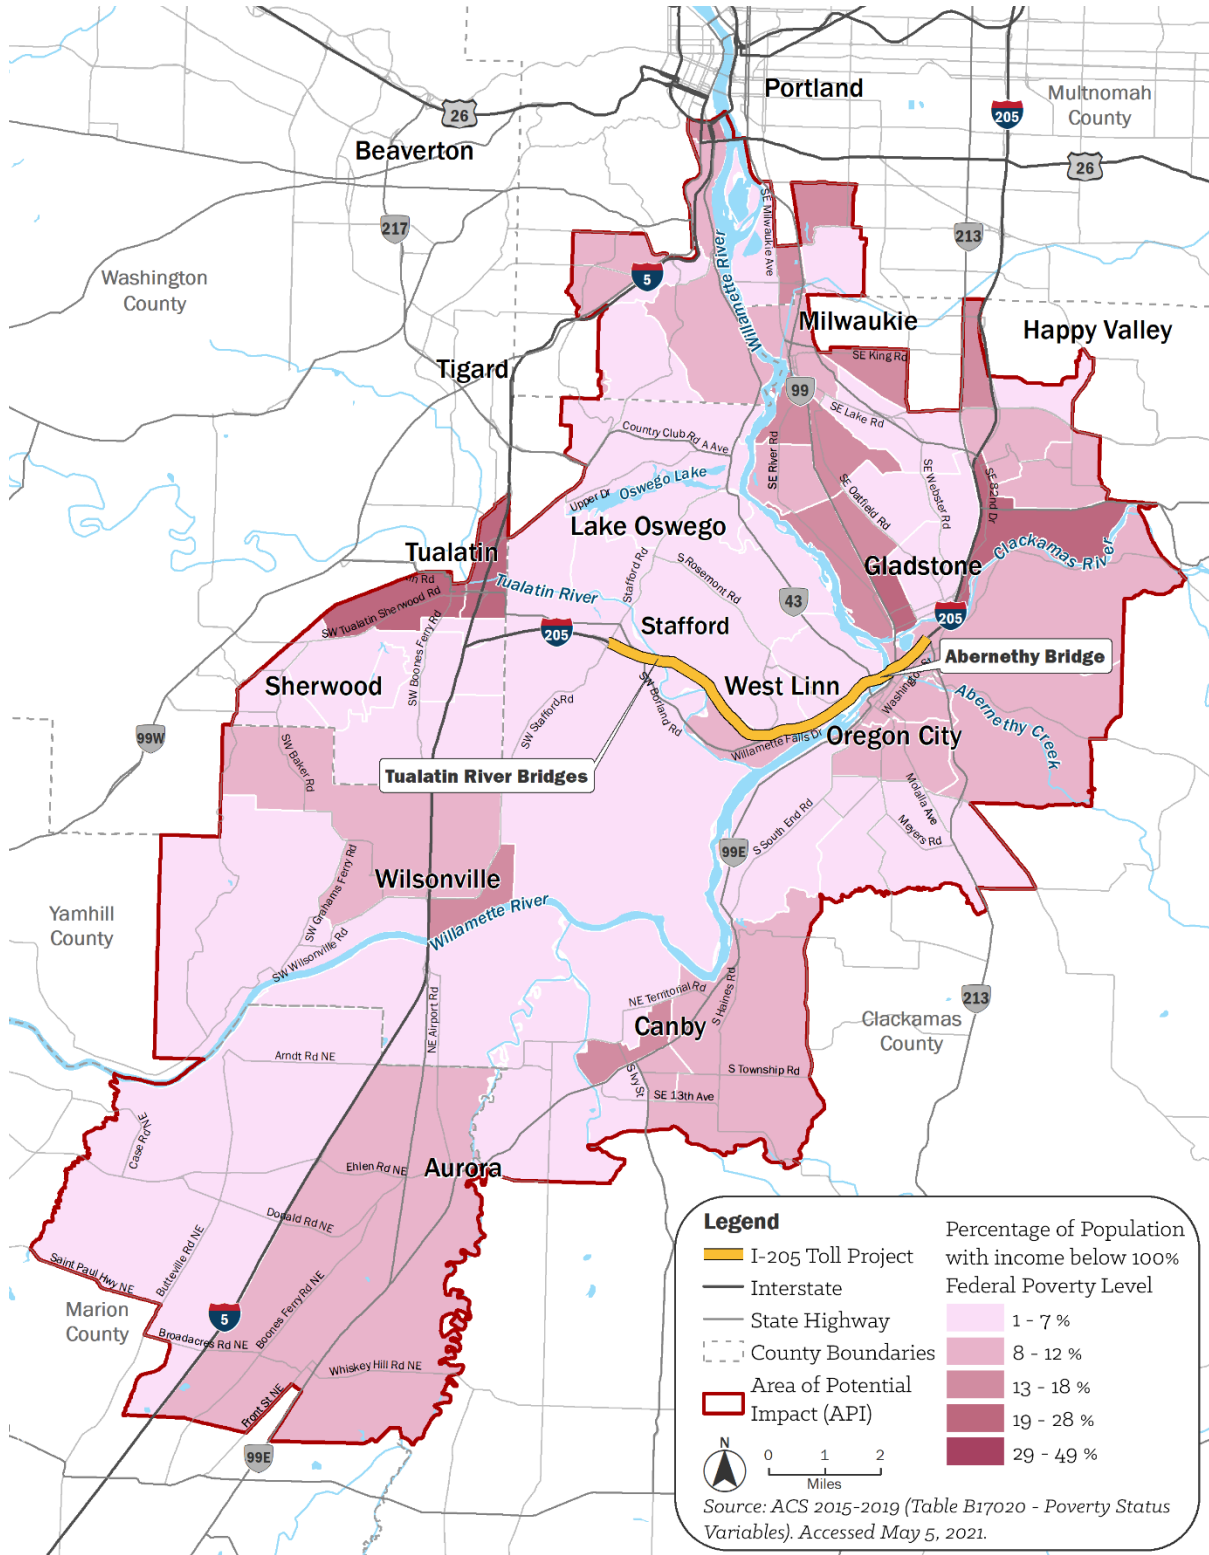 Portland
Multnomah
County
205
26
Beaverton
26
217
213
SE Milwaukie Ave
Washington
County
5
Willamette River
Milwaukie
Happy Valley
SE King Rd
Tigard
99
SE Lake Rd
Country Club Rd
A Ave
SE River Rd
SE Oatfield Rd
SE Webster Rd
SE 82nd Dr
Upper Dr
Oswego Lake
Lake Oswego
Tualatin
Clackamas River
Gladstone
Tualatin River
Stafford Rd
S Rosemont Rd
SW Tualatin Sherwood Rd
SW Boones Ferry Rd
43
205
205
Stafford
Abernethy Bridge
Sherwood
West Linn
SW Borland Rd
SW Stafford Rd
Abernethy Creek
99W
Willamette Falls Dr
Oregon City
SW Baker Rd
Tualatin River Bridges
Molalla Ave
Meyers Rd
S South End Rd
99E
Wilsonville
SW Grahams Ferry Rd
Willamette River
Yamhill
County
SW Wilsonville Rd
NE Territorial Rd
S Haines Rd
213
NE Airport Rd
Canby
Clackamas
County
Arndt Rd NE
S Ivy St
S Township Rd
SE 13th Ave
Case Rd NE
Ehlen Rd NE
Aurora
Donald Rd NE
Butteville Rd NE
Saint Paul Hwy NE
Marion
County
5
Boones Ferry Rd NE
Broadacres Rd NE
Whiskey Hill Rd NE
Front St NE
99E
Legend
I-205 Toll Project
Interstate
State Highway
County Boundaries
Area of Potential
Impact (API)
Percentage of Population
with income below 100%
Federal Poverty Level
1 - 7 %
8 - 12 %
13 - 18 %
19 - 28 %
29 - 49 %
N
0 1 2
Miles
Source: ACS 2015-2019 (Table B17020 - Poverty Status
Variables). Accessed May 5, 2021.